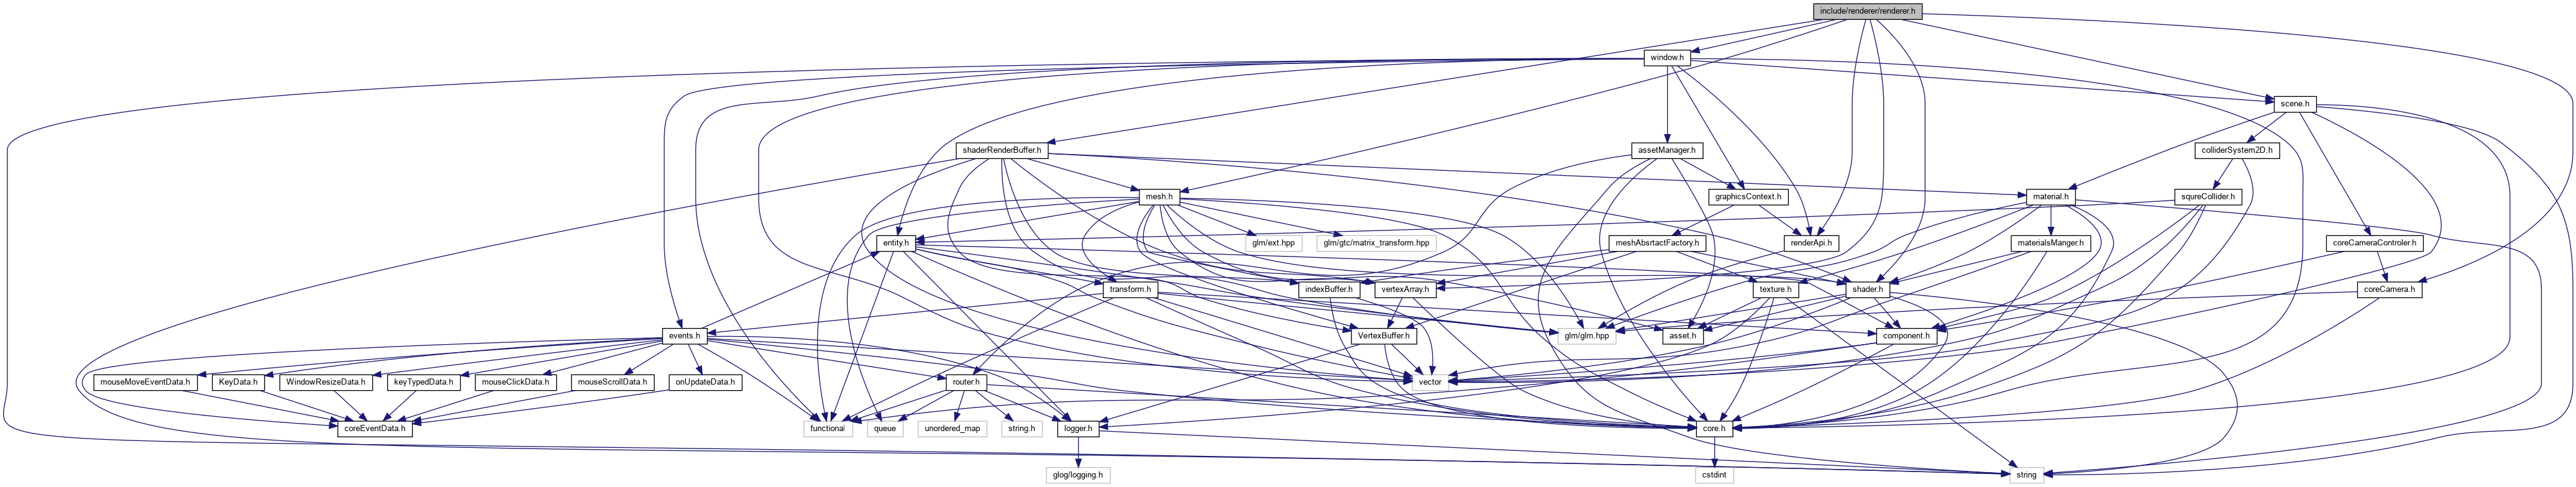 include/renderer/renderer.h
window.h
scene.h
shaderRenderBuffer.h
assetManager.h
colliderSystem2D.h
mesh.h
graphicsContext.h
material.h
squreCollider.h
entity.h
glm/ext.hpp
glm/gtc/matrix_transform.hpp
meshAbsrtactFactory.h
renderApi.h
materialsManger.h
coreCameraControler.h
transform.h
indexBuffer.h
vertexArray.h
texture.h
shader.h
coreCamera.h
events.h
VertexBuffer.h
glm/glm.hpp
asset.h
component.h
mouseMoveEventData.h
KeyData.h
WindowResizeData.h
keyTypedData.h
mouseClickData.h
mouseScrollData.h
onUpdateData.h
router.h
vector
coreEventData.h
functional
queue
unordered_map
string.h
logger.h
core.h
glog/logging.h
cstdint
string